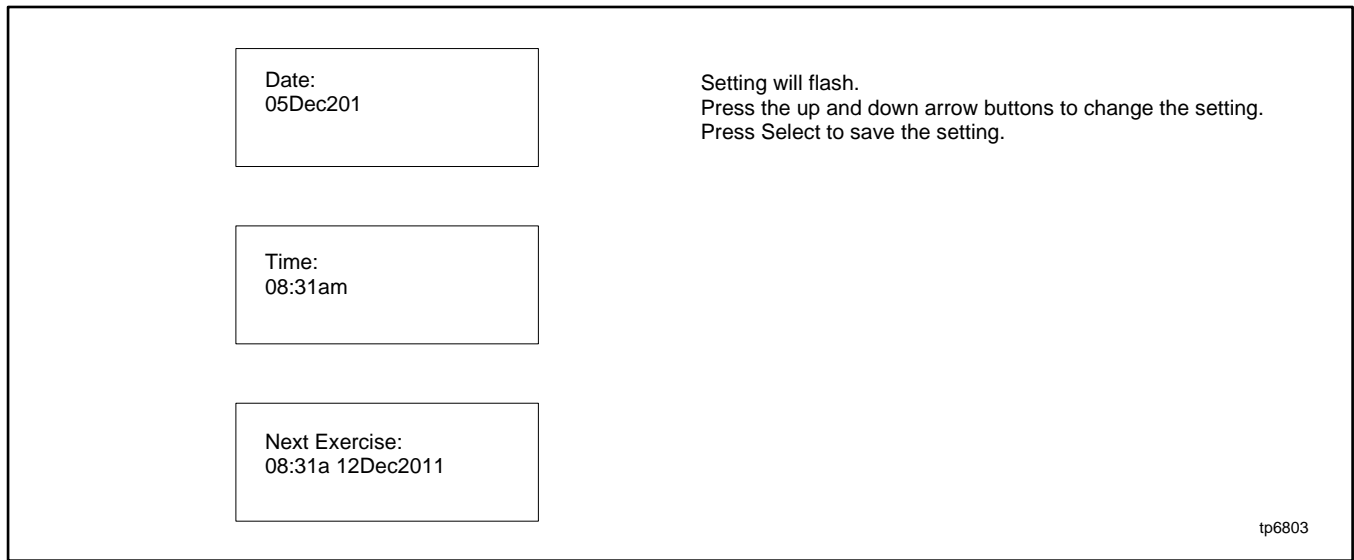 Date:
05Dec201
Setting will flash.
Press the up and down arrow buttons to change the setting.
Press Select to save the setting.
Time:
08:31am
Next Exercise:
08:31a 12Dec2011
tp6803